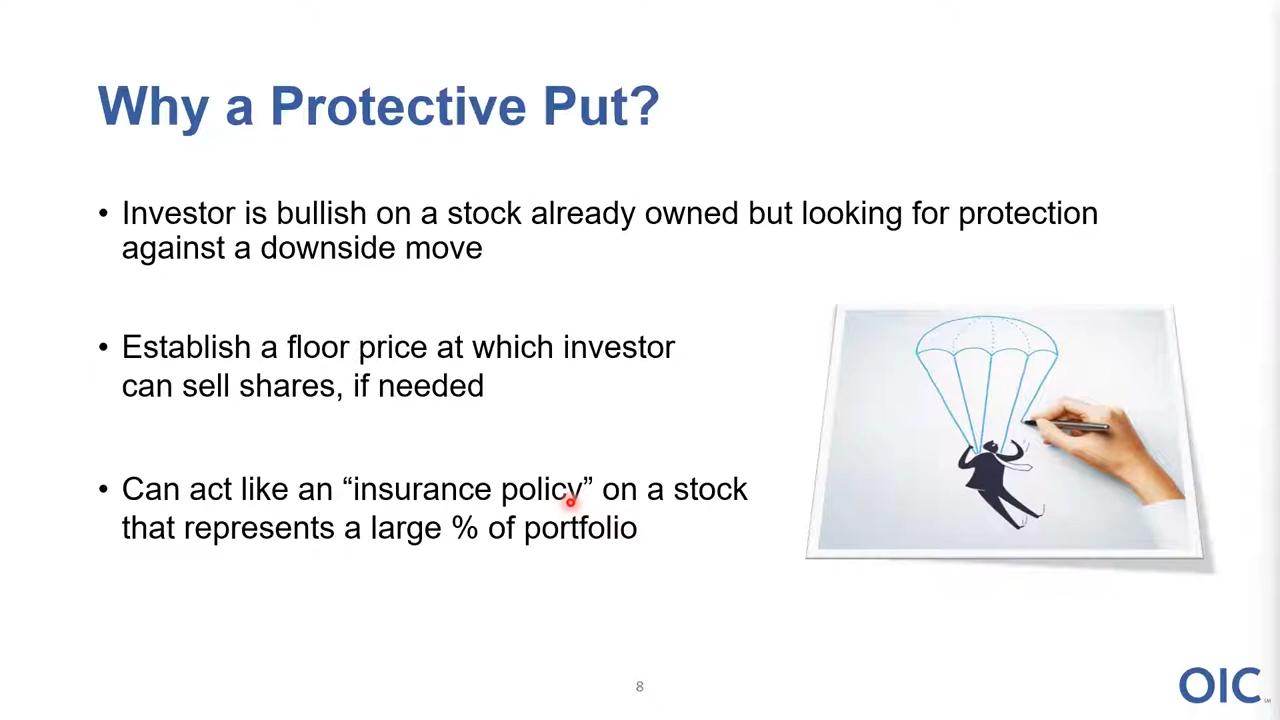 Why a Protective Put?
• Investor is bullish on a stock already owned but looking for protection
against a downside move
• Establish a floor price at which investor
can sell shares, if needed
• Can act like an “insurance policy” on a stock
that represents a large % of portfolio
8
OIC℠